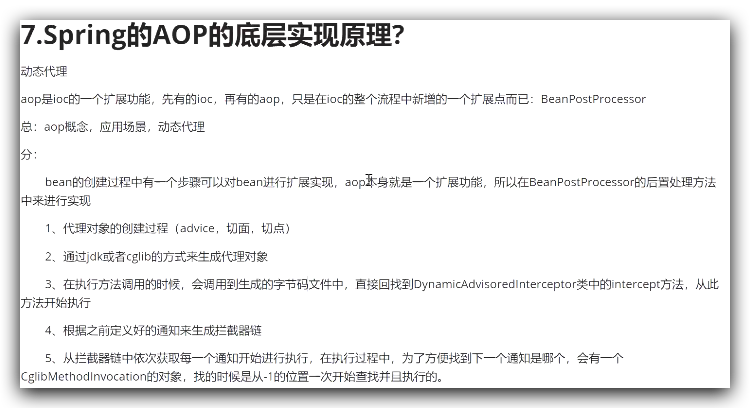 7.Spring的AOP的底层实现原理?
动态代理
aop是ioc的一个扩展功能，先有的ioc，再有的aop，只是在ioc的整个流程中新增的一个扩展点而已：BeanPostProcessor
总：aop概念，应用场景，动态代理
分：
bean的创建过程中有一个步骤可以对bean进行扩展实现，aop本身就是一个扩展功能，所以在BeanPostProcessor的后置处理方法
中来进行实现
1、代理对象的创建过程（advice，切面，切点）
2、通过jdk或者cglib的方式来生成代理对象
3、在执行方法调用的时候，会调用到生成的字节码文件中，直接回找到DynamicAdvisoredInterceptor类中的intercept方法，从此
方法开始执行
4、根据之前定义好的通知来生成拦截器链
5、从拦截器链中依次获取每一个通知开始进行执行，在执行过程中，为了方便找到下一个通知是哪个，会有一个
CglibMethodInvocation的对象，找的时候是从-1的位置一次开始查找并且执行的。